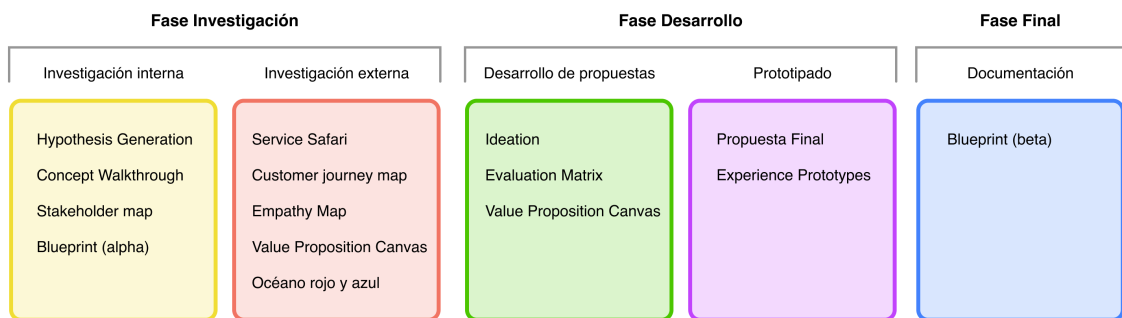 Fase Investigación
Fase Desarrollo
Fase Final
Investigación interna
Investigación externa
Desarrollo de propuestas
Prototipado
Documentación
Hypothesis Generation
Concept Walkthrough
Stakeholder map
Blueprint (alpha)
Service Safari
Customer journey map
Empathy Map
Value Proposition Canvas
Océano rojo y azul
Ideation
Evaluation Matrix
Value Proposition Canvas
Propuesta Final
Experience Prototypes
Blueprint (beta)